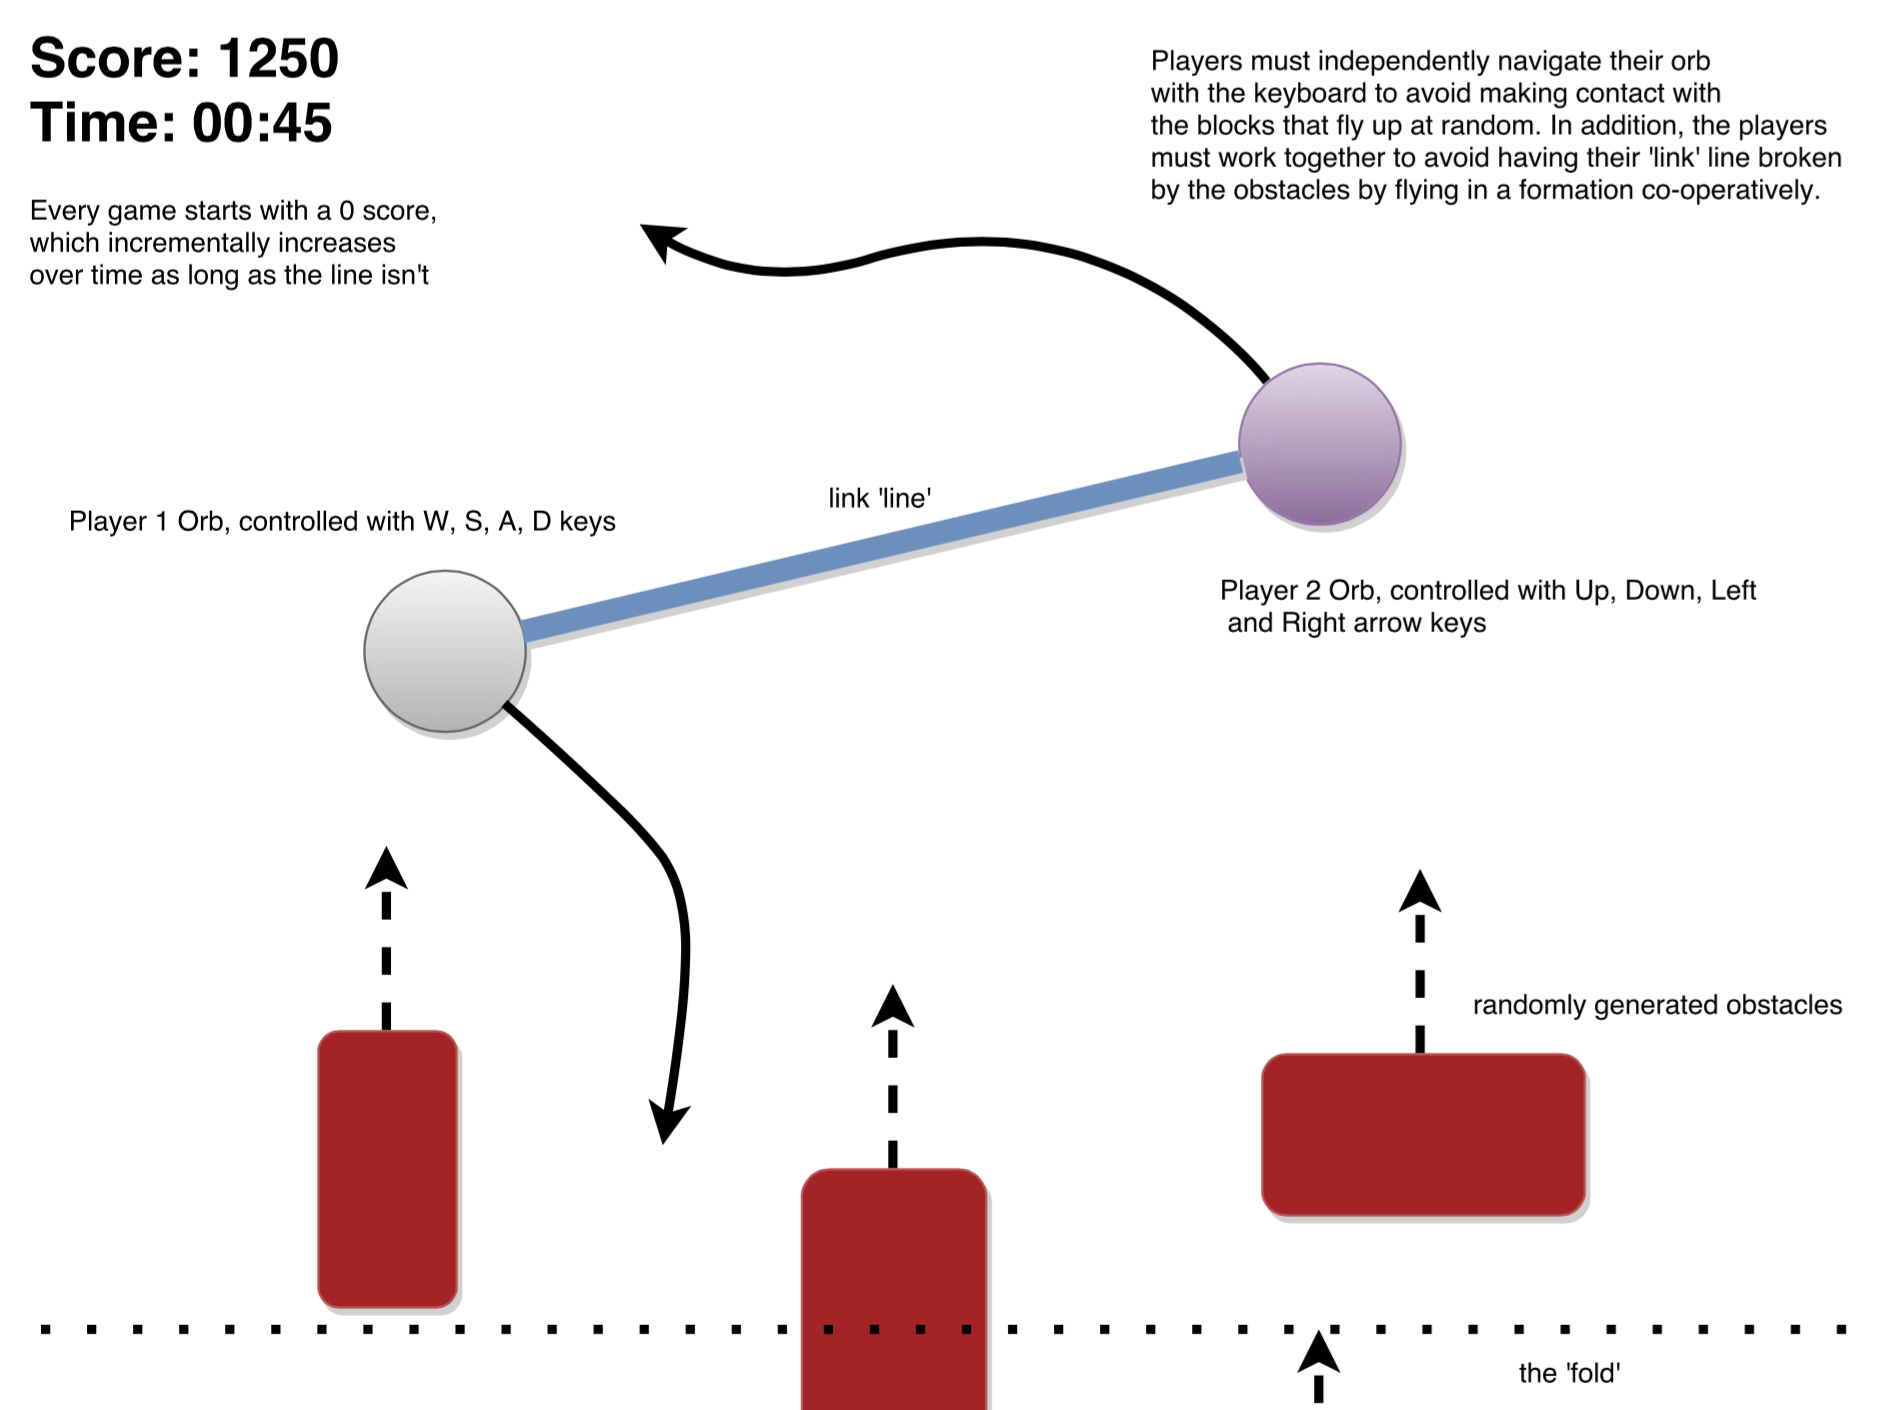 Score: 1250
Time: 00:45
Every game starts with a 0 score,
which incrementally increases
over time as long as the line isn't
Players must independently navigate their orb
with the keyboard to avoid making contact with
the blocks that fly up at random. In addition, the players
must work together to avoid having their 'link' line broken
by the obstacles by flying in a formation co-operatively.
link 'line'
Player 1 Orb, controlled with W, S, A, D keys
Player 2 Orb, controlled with Up, Down, Left
and Right arrow keys
randomly generated obstacles
the 'fold'